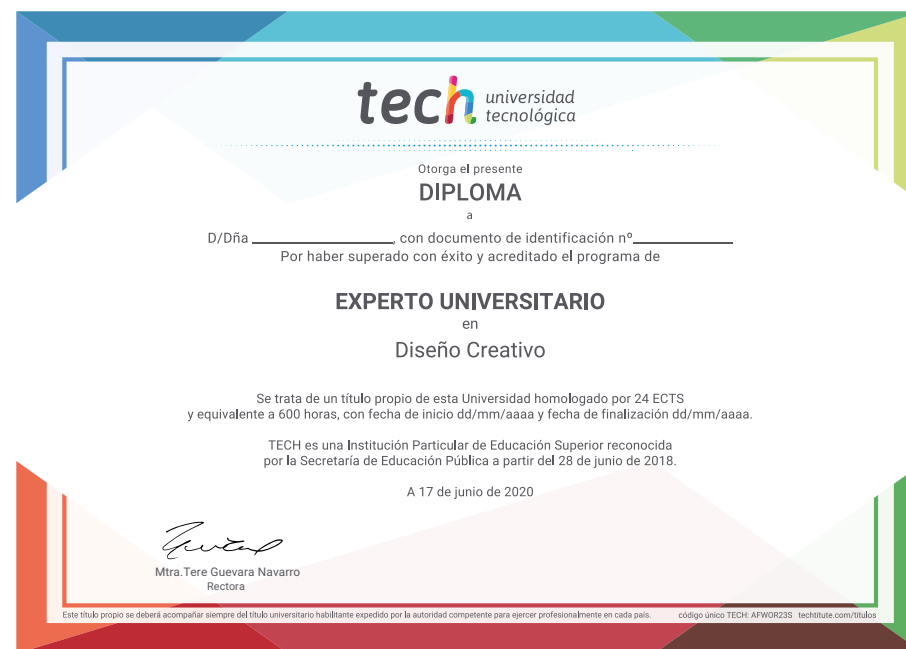 tech universidad
tecnológica
Otorga el presente
DIPLOMA
a
D/Dña ____________________, con documento de identificación nº______________
Por haber superado con éxito y acreditado el programa de
EXPERTO UNIVERSITARIO
en
Diseño Creativo
Se trata de un título propio de esta Universidad homologado por 24 ECTS
y equivalente a 600 horas, con fecha de inicio dd/mm/aaaa y fecha de finalización dd/mm/aaaa.
TECH es una Institución Particular de Educación Superior reconocida
por la Secretaría de Educación Pública a partir del 28 de junio de 2018.
A 17 de junio de 2020
Mtra.Tere Guevara Navarro
Rectora
Este título propio se deberá acompañar siempre del título universitario habilitante expedido por la autoridad competente para ejercer profesionalmente en cada país. código único TECH: AFWOR23S techtitute.com/titulos